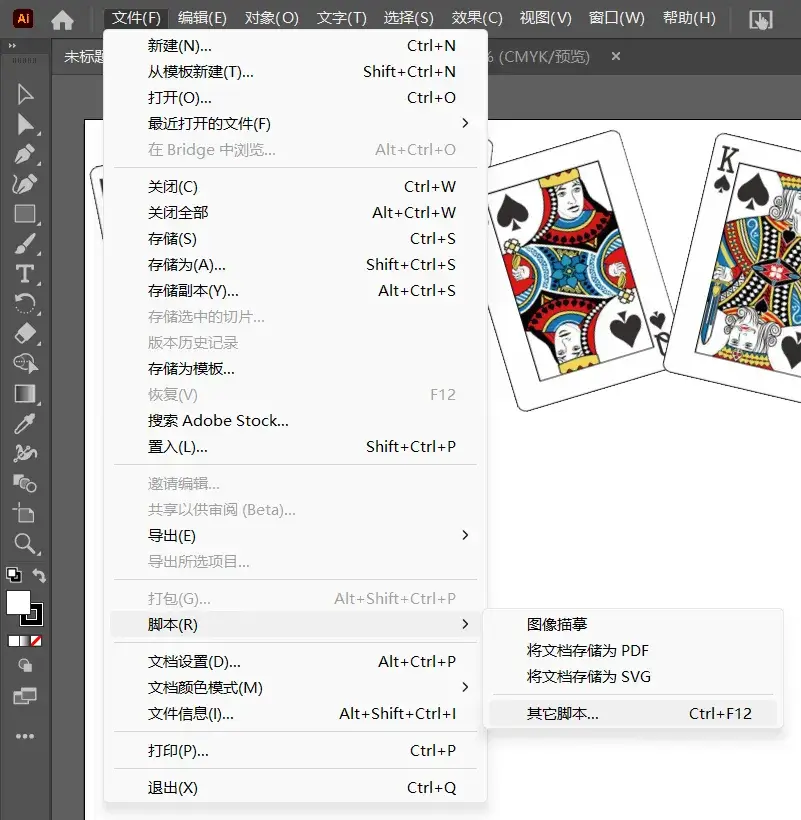 Ai
文件(F) 编辑(E) 对象(O) 文字(T) 选择(S) 效果(C) 视图(V) 窗口(W) 帮助(H)
未标题
(CMYK/预览) ×
新建(N)... Ctrl+N
从模板新建(T)... Shift+Ctrl+N
打开(O)... Ctrl+O
最近打开的文件(F)
在 Bridge 中浏览... Alt+Ctrl+O
关闭(C) Ctrl+W
关闭全部 Alt+Ctrl+W
存储(S) Ctrl+S
存储为(A)... Shift+Ctrl+S
存储副本(Y)... Alt+Ctrl+S
存储选中的切片...
版本历史记录
存储为模板...
恢复(V) F12
搜索 Adobe Stock...
置入(L)... Shift+Ctrl+P
邀请编辑...
共享以供审阅 (Beta)...
导出(E)
导出所选项目...
打包(G)... Alt+Shift+Ctrl+P
脚本(R)
文档设置(D)... Alt+Ctrl+P
文档颜色模式(M)
文件信息(I)... Alt+Shift+Ctrl+I
打印(P)... Ctrl+P
退出(X) Ctrl+Q
图像描摹
将文档存储为 PDF
将文档存储为 SVG
其它脚本... Ctrl+F12
K